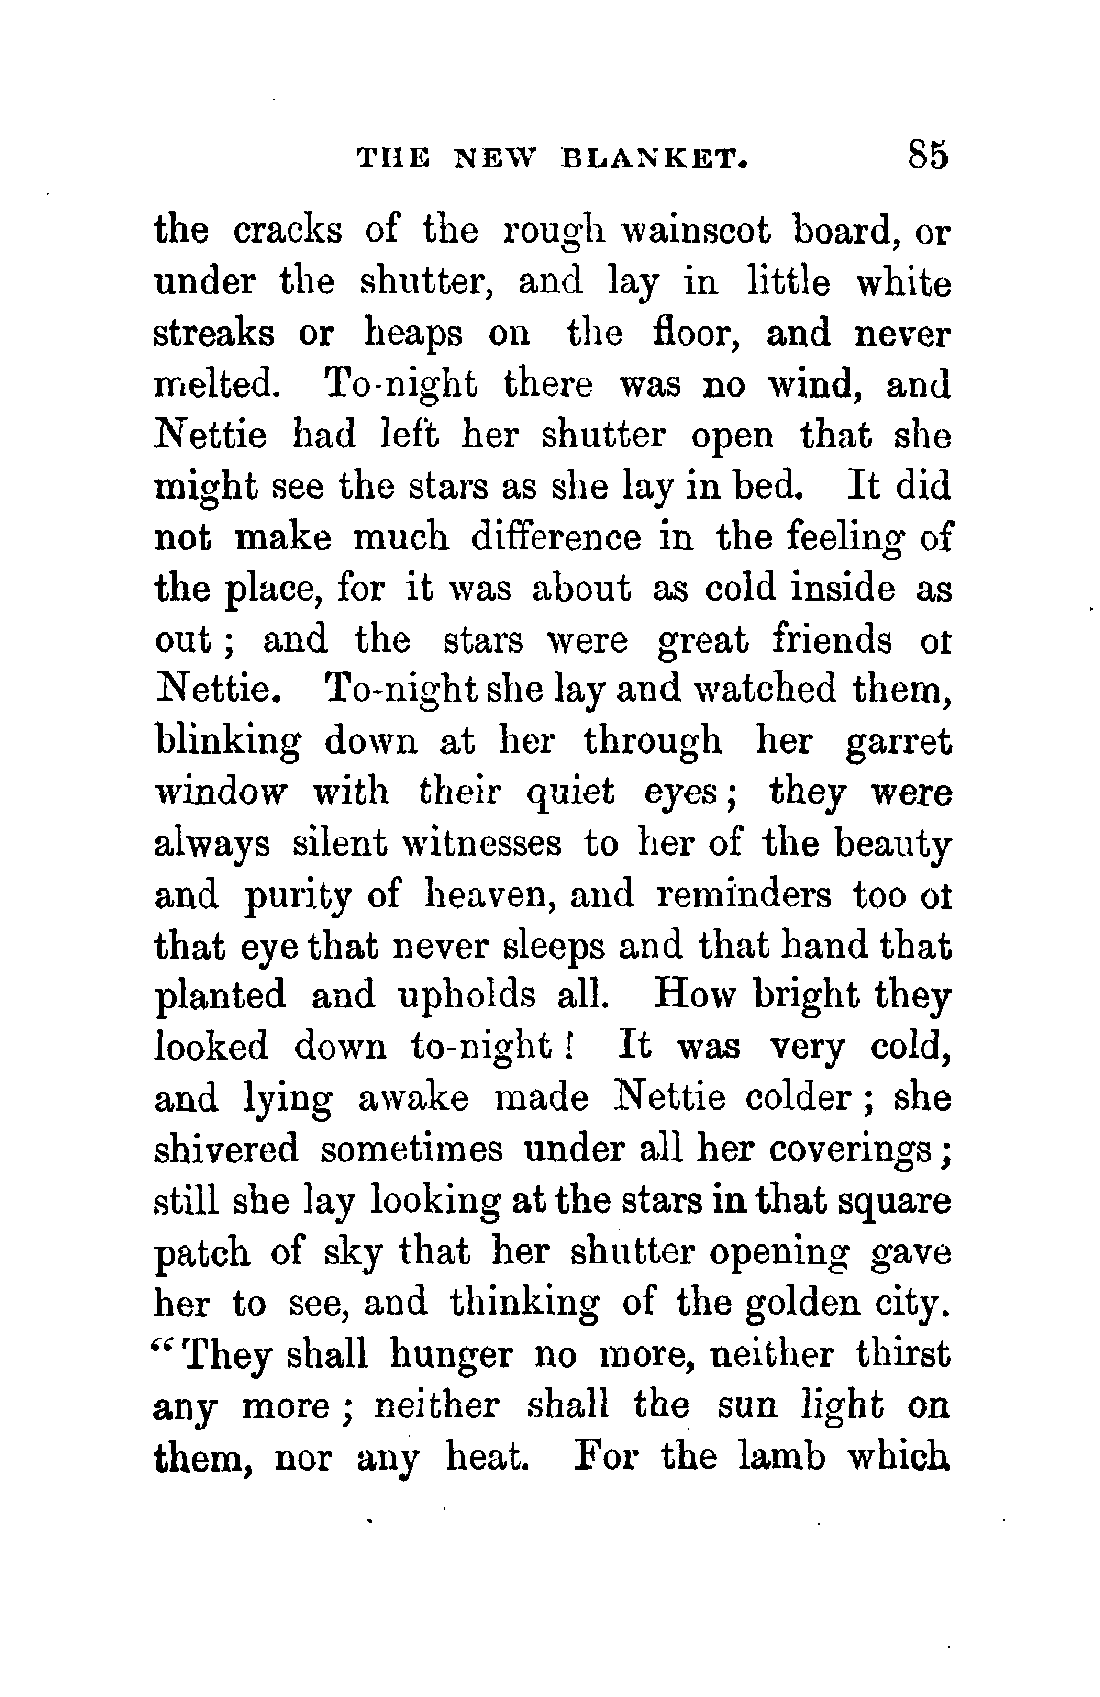 THE NEW BLANKET. 85
the cracks of the rough wainscot board, or
under the shutter, and lay in little white
streaks or heaps on the floor, and never
melted. To-night there was no wind, and
Nettie had left her shutter open that she
might see the stars as she lay in bed. It did
not make much difference in the feeling of
the place, for it was about as cold inside as
out ; and the stars were great friends of
Nettie. To-night she lay and watched them,
blinking down at her through her garret
window with their quiet eyes ; they were
always silent witnesses to her of the beauty
and purity of heaven, and reminders too of
that eye that never sleeps and that hand that
planted and upholds all. How bright they
looked down to-night ! It was very cold,
and lying awake made Nettie colder ; she
shivered sometimes under all her coverings ;
still she lay looking at the stars in that square
patch of sky that her shutter opening gave
her to see, and thinking of the golden city.
“They shall hunger no more, neither thirst
any more ; neither shall the sun light on
them, nor any heat. For the lamb which